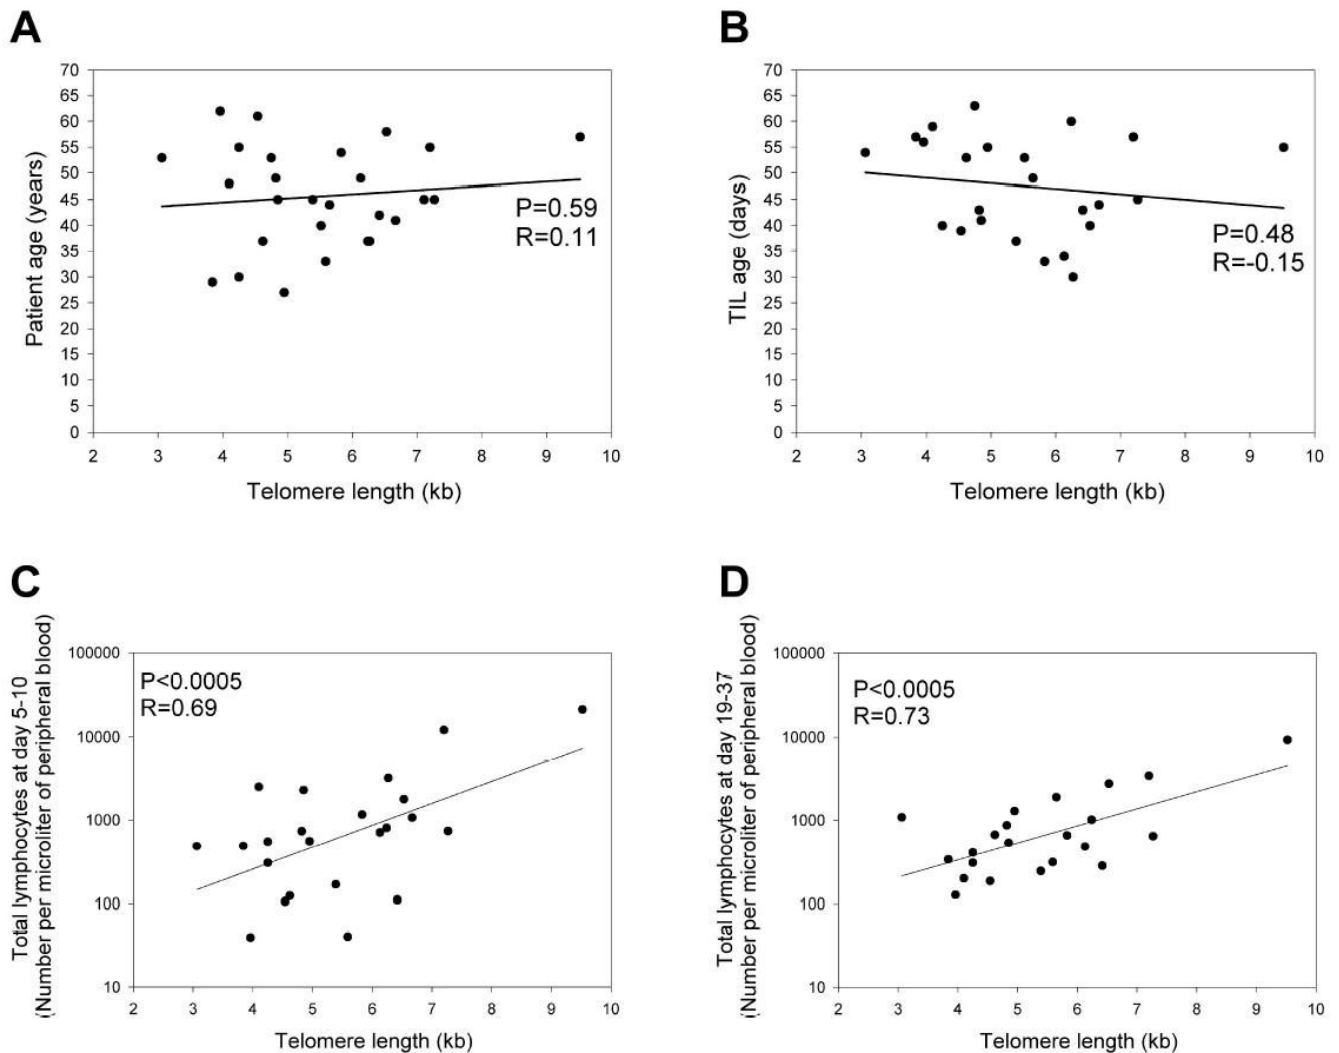 A
70
65
60
55
50
45
40
35
30
25
20
15
10
5
0
Patient age (years)
P=0.59
R=0.11
2 3 4 5 6 7 8 9 10
Telomere length (kb)
B
70
65
60
55
50
45
40
35
30
25
20
15
10
5
0
TIL age (days)
P=0.48
R=-0.15
2 3 4 5 6 7 8 9 10
Telomere length (kb)
C
Total lymphocytes at day 5-10
(Number per microliter of peripheral blood)
100000
10000
1000
100
10
P<0.0005
R=0.69
2 3 4 5 6 7 8 9 10
Telomere length (kb)
D
Total lymphocytes at day 19-37
(Number per microliter of peripheral blood)
100000
10000
1000
100
10
P<0.0005
R=0.73
2 3 4 5 6 7 8 9 10
Telomere length (kb)